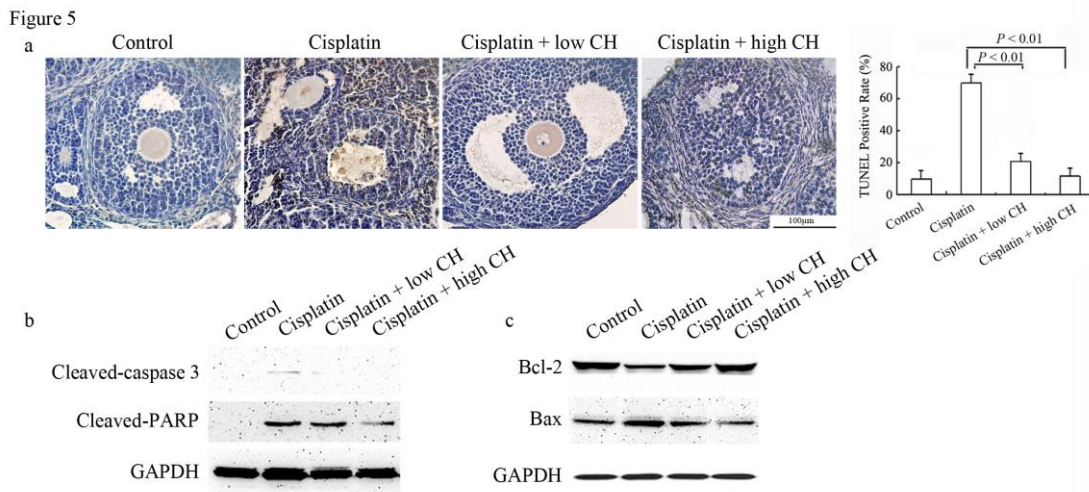 Figure 5
a
Control
Cisplatin
Cisplatin + low CH
Cisplatin + high CH
100μm
P < 0.01
P < 0.01
TUNEL Positive Rate (%)
80
60
40
20
0
Control
Cisplatin
Cisplatin + low CH
Cisplatin + high CH
b
Control
Cisplatin
Cisplatin + low CH
Cisplatin + high CH
Cleaved-caspase 3
Cleaved-PARP
GAPDH
c
Control
Cisplatin
Cisplatin + low CH
Cisplatin + high CH
Bcl-2
Bax
GAPDH